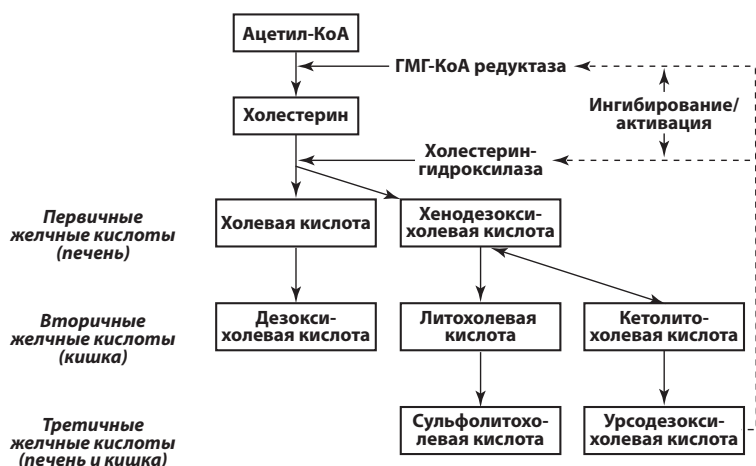 Ацетил-КоА
ГМГ-КоА редуктаза
Ингибирование/
активация
Холестерин
Холестерин-
гидроксилаза
Первичные
желчные кислоты
(печень)
Холевая кислота
Хенодезокси-
холевая кислота
Вторичные
желчные кислоты
(кишка)
Дезокси-
холевая кислота
Литохолевая
кислота
Кетолито-
холевая кислота
Третичные
желчные кислоты
(печень и кишка)
Сульфолитохо-
левая кислота
Урсодезокси-
холевая кислота